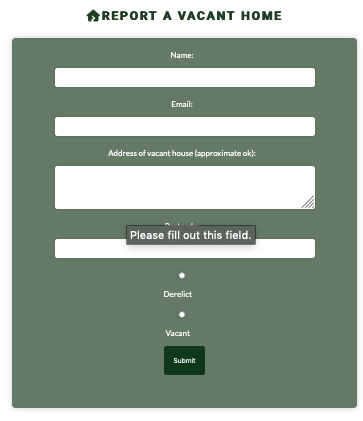 REPORT A VACANT HOME
Name:
Email:
Address of vacant house (approximate ok):
Please fill out this field.
Derelict
Vacant
Submit